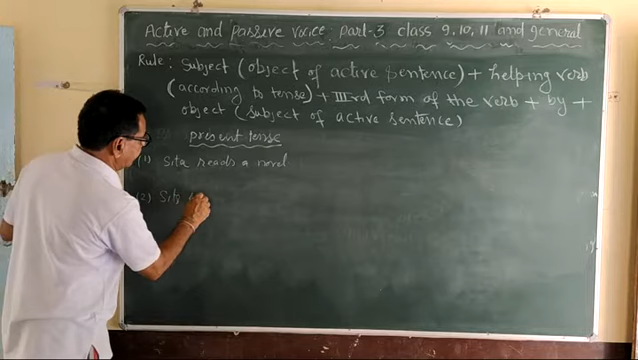 Active and passive voice part-3 class 9, 10, 11 and general
Rule: Subject (object of active sentence) + helping verb
(according to tense) + IIIrd form of the verb + by +
object (subject of active sentence)
present tense
(1) Sita reads a novel
(2) Sita